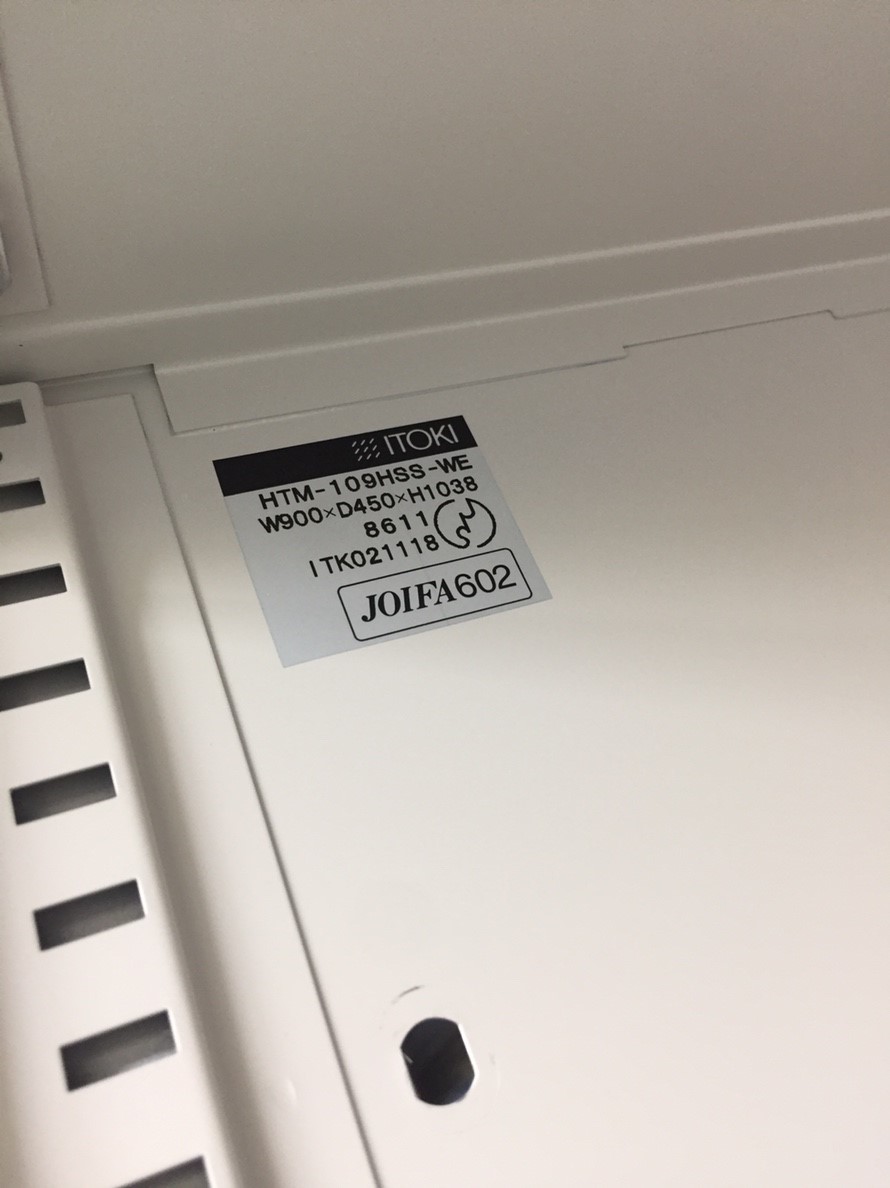 ITOKI
HTM-109HSS-WE
W900×D450×H1038
8611
ITK021118
JOIFA602